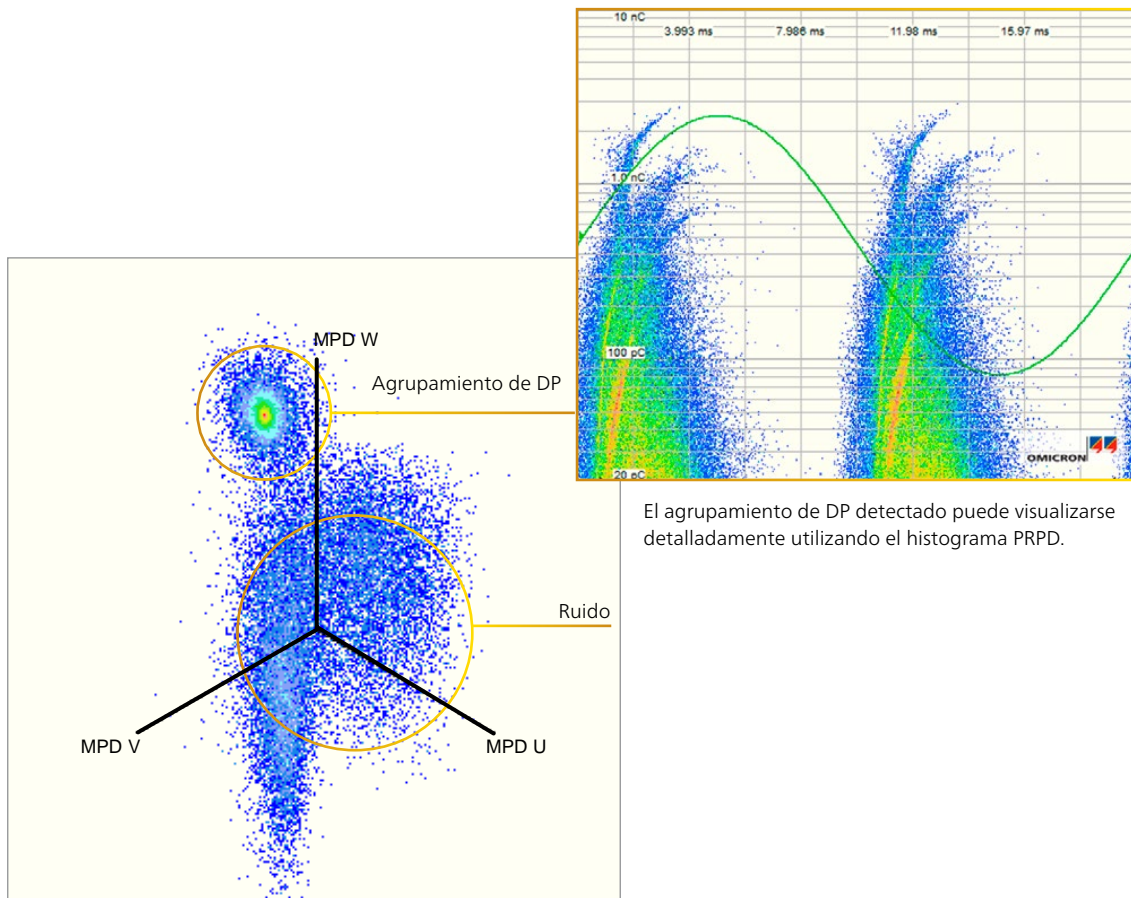 10 nC
3.993 ms 7.986 ms 11.98 ms 15.97 ms
1.0 nC
100 pC
20 pC
OMICRON
El agrupamiento de DP detectado puede visualizarse
detalladamente utilizando el histograma PRPD.
MPD W
Agrupamiento de DP
Ruido
MPD V
MPD U